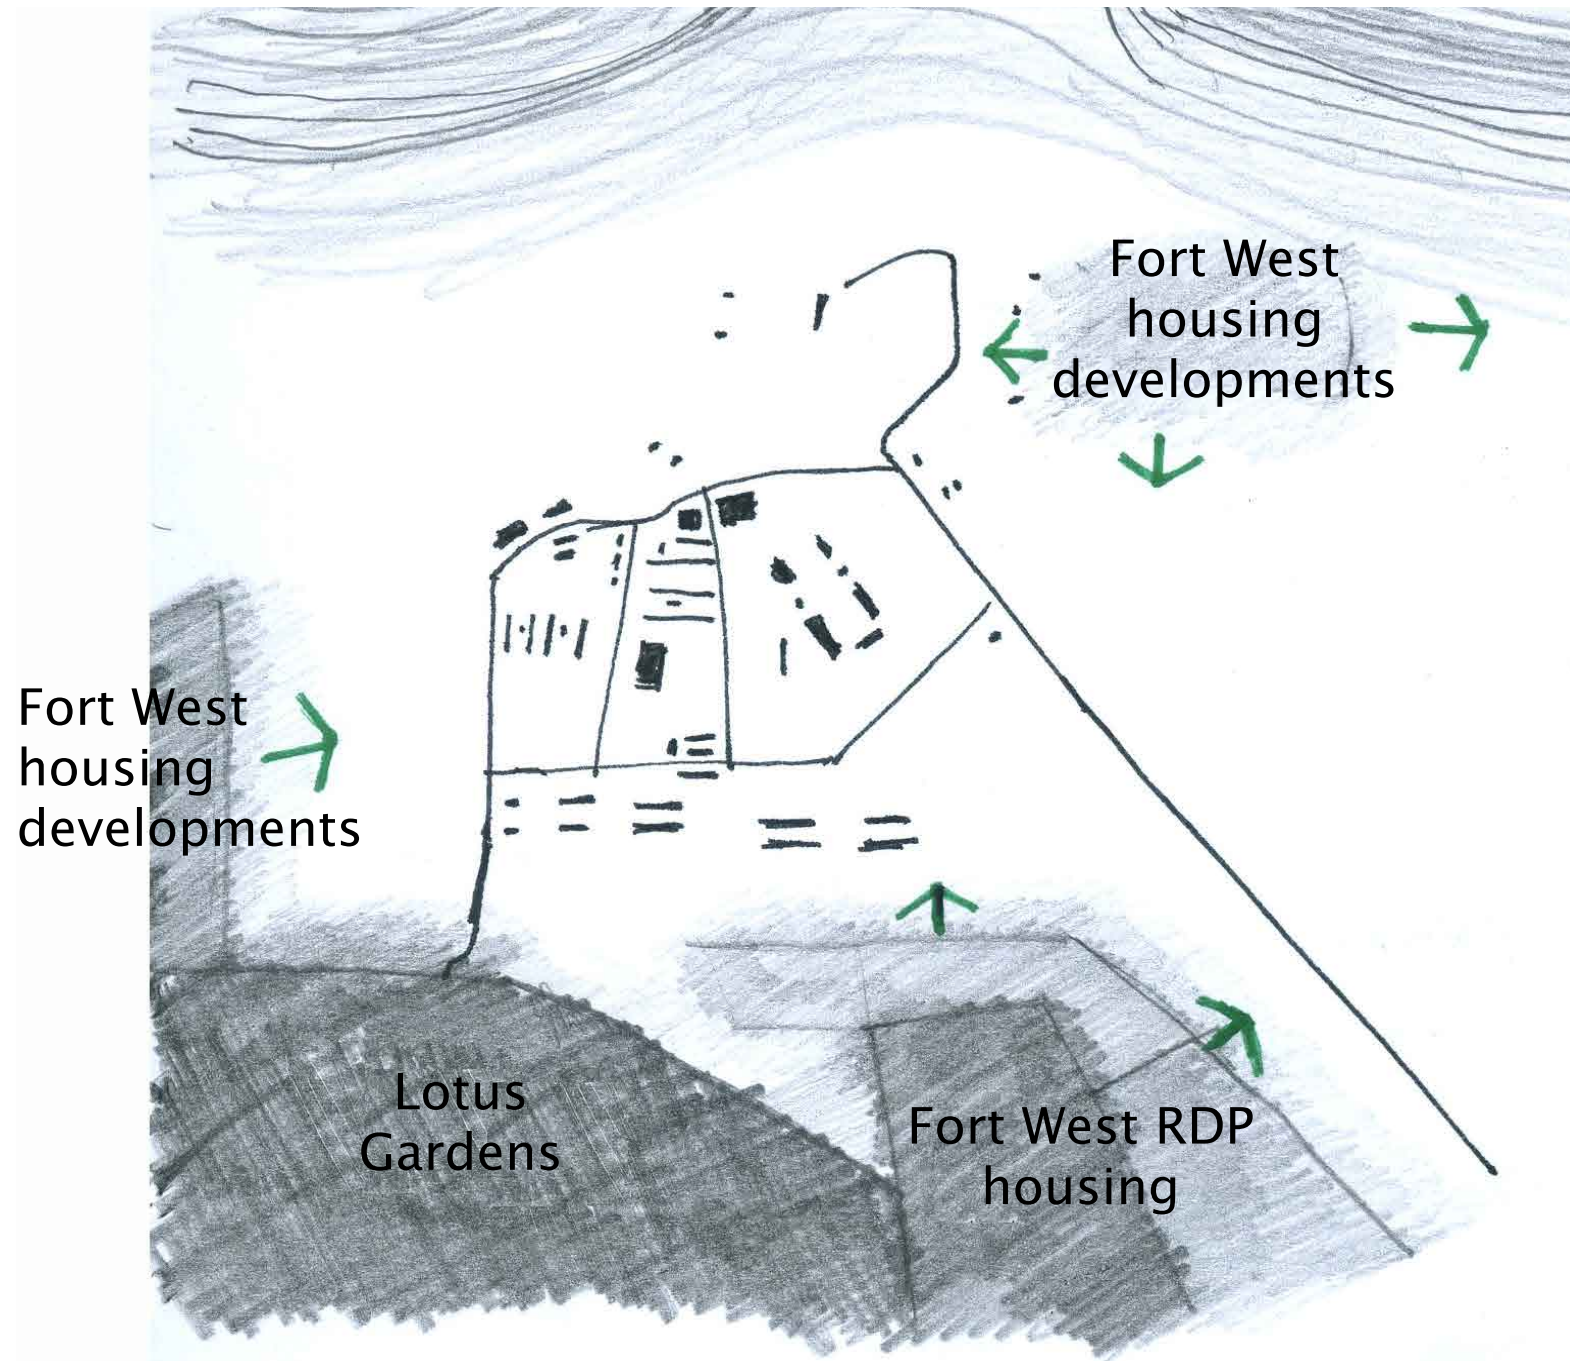 Fort West
housing
developments
Fort West
housing
developments
Lotus
Gardens
Fort West RDP
housing